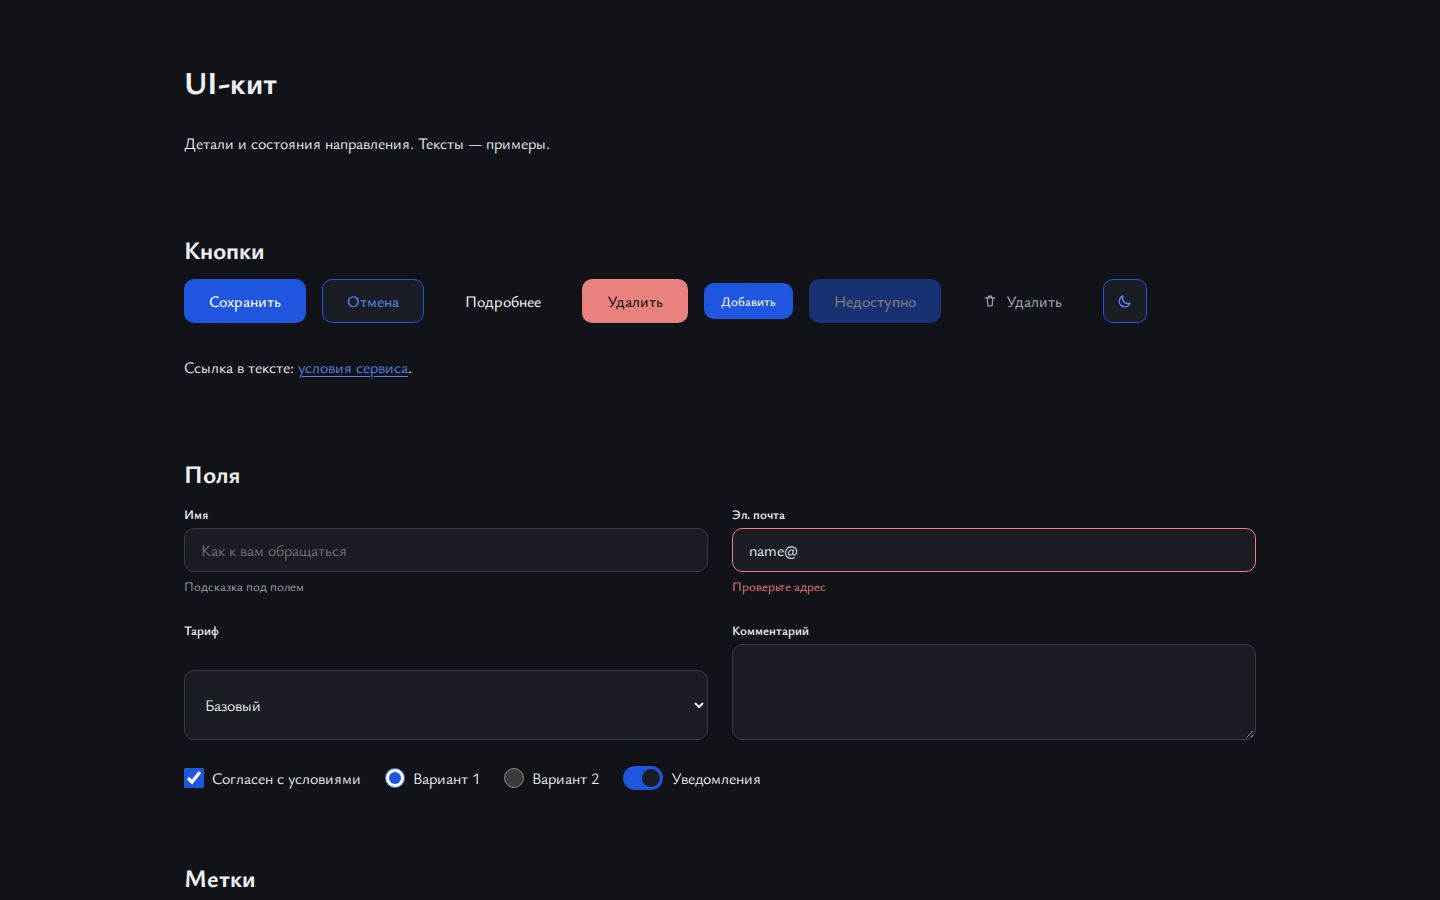 UI-кит
Детали и состояния направления. Тексты — примеры.
Кнопки
Сохранить Отмена Подробнее Удалить Добавить Недоступно Удалить
Ссылка в тексте: условия сервиса.
Поля
Имя Эл. почта
Как к вам обращаться name@
Подсказка под полем Проверьте адрес
Тариф Комментарий
Базовый
Согласен с условиями Вариант 1 Вариант 2 Уведомления
Метки